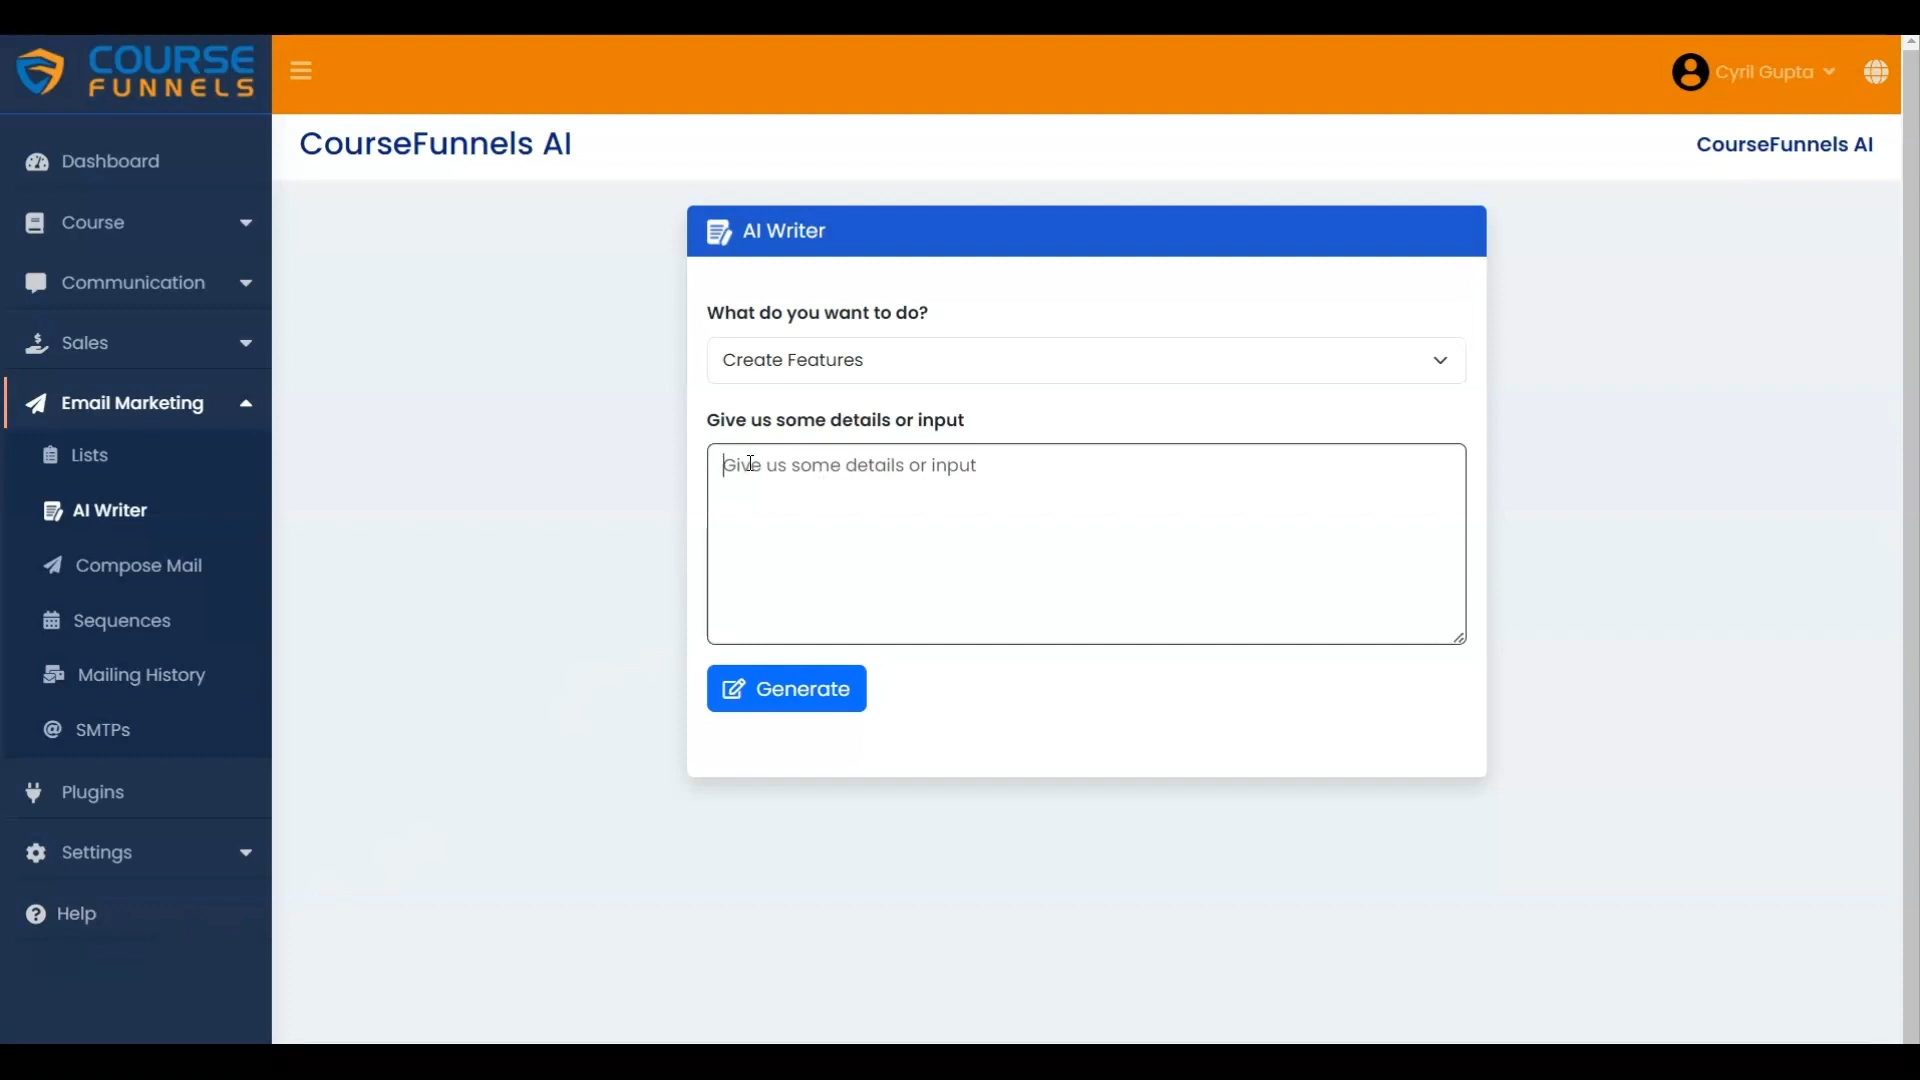 COURSE
FUNNELS
Cyril Gupta
CourseFunnels AI
CourseFunnels AI
Dashboard
Course
Communication
Sales
Email Marketing
Lists
AI Writer
Compose Mail
Sequences
Mailing History
SMTPs
Plugins
Settings
Help
AI Writer
What do you want to do?
Create Features
Give us some details or input
Give us some details or input
Generate